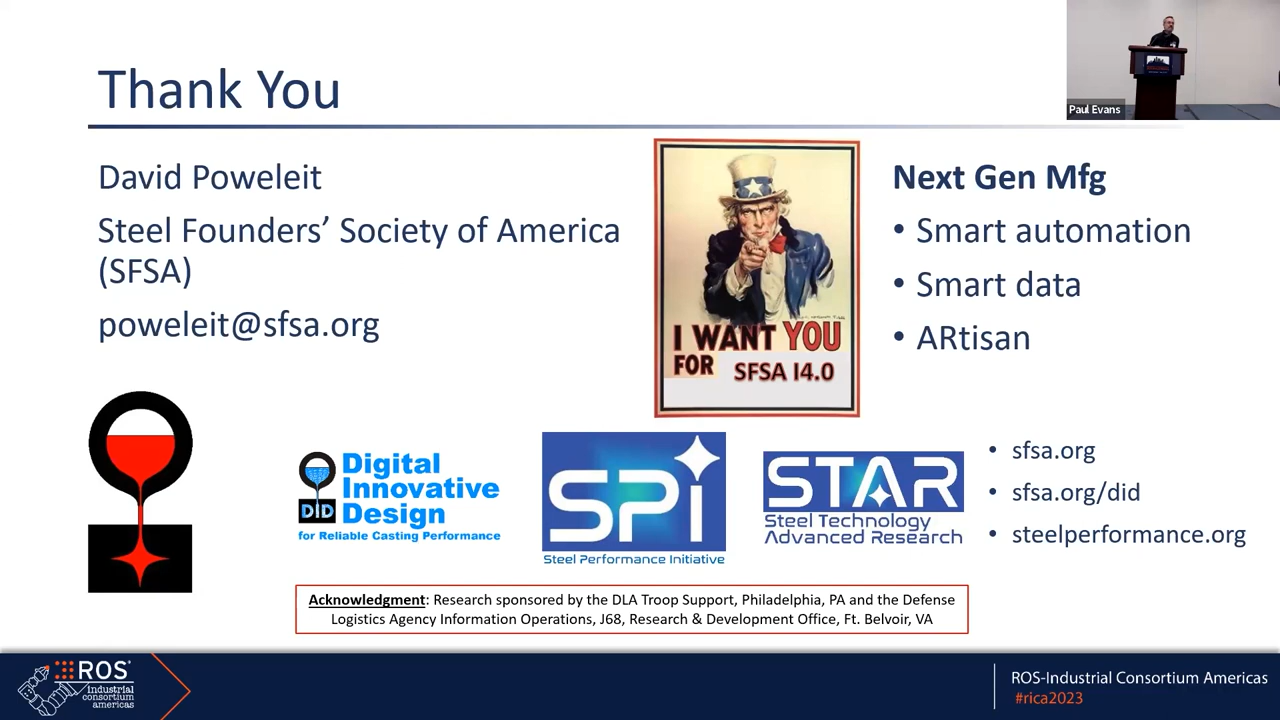 Thank You
Paul Evans
David Poweleit
Steel Founders’ Society of America
(SFSA)
poweleit@sfsa.org
I WANT YOU
FOR SFSA I4.0
Next Gen Mfg
• Smart automation
• Smart data
• ARtisan
DID
Digital
Innovative
Design
for Reliable Casting Performance
SPi
Steel Performance Initiative
STAR
Steel Technology
Advanced Research
• sfsa.org
• sfsa.org/did
• steelperformance.org
Acknowledgment: Research sponsored by the DLA Troop Support, Philadelphia, PA and the Defense
Logistics Agency Information Operations, J68, Research & Development Office, Ft. Belvoir, VA
ROS
industrial
consortium
americas
ROS-Industrial Consortium Americas
#rica2023